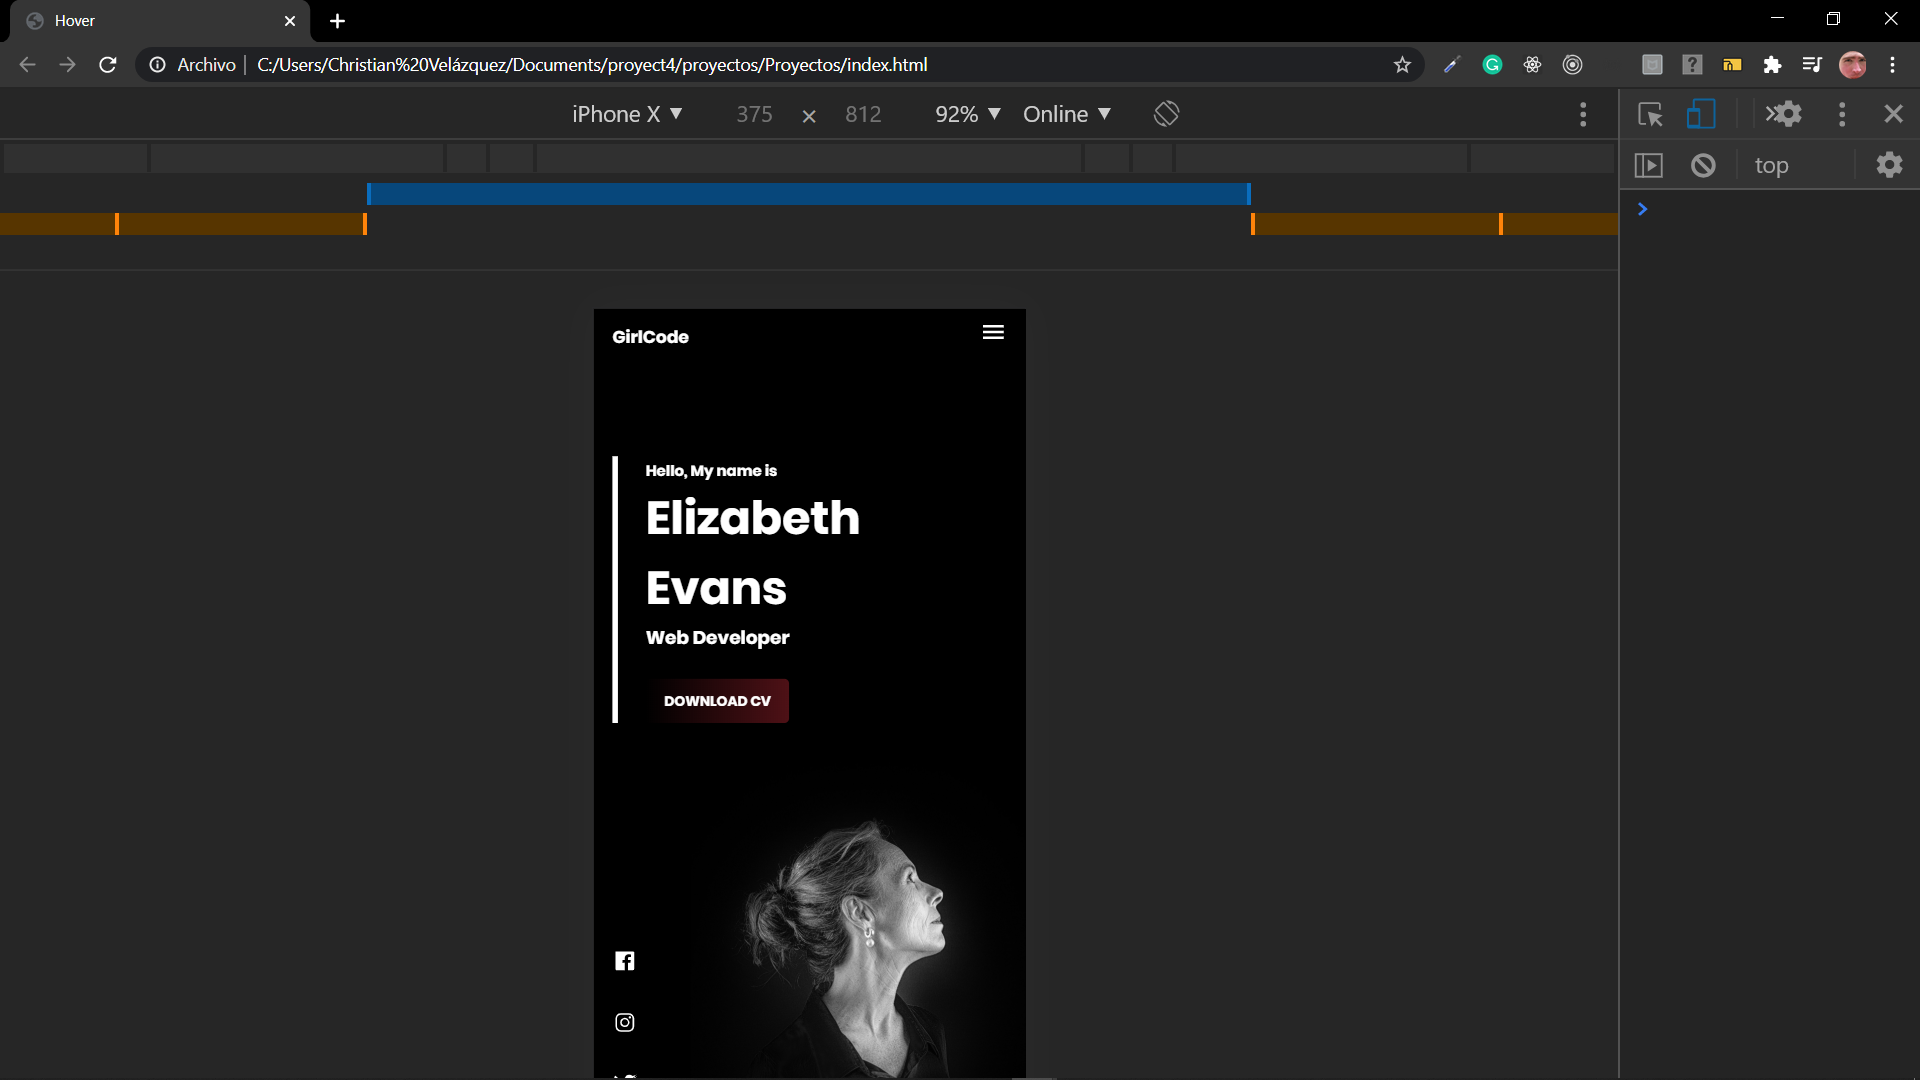 Hover
Archivo
C:/Users/Christian%20Velázquez/Documents/proyect4/proyectos/Proyectos/index.html
iPhone X ▼ 375 × 812 92% ▼ Online ▼
top
GirlCode
Hello, My name is
Elizabeth
Evans
Web Developer
DOWNLOAD CV